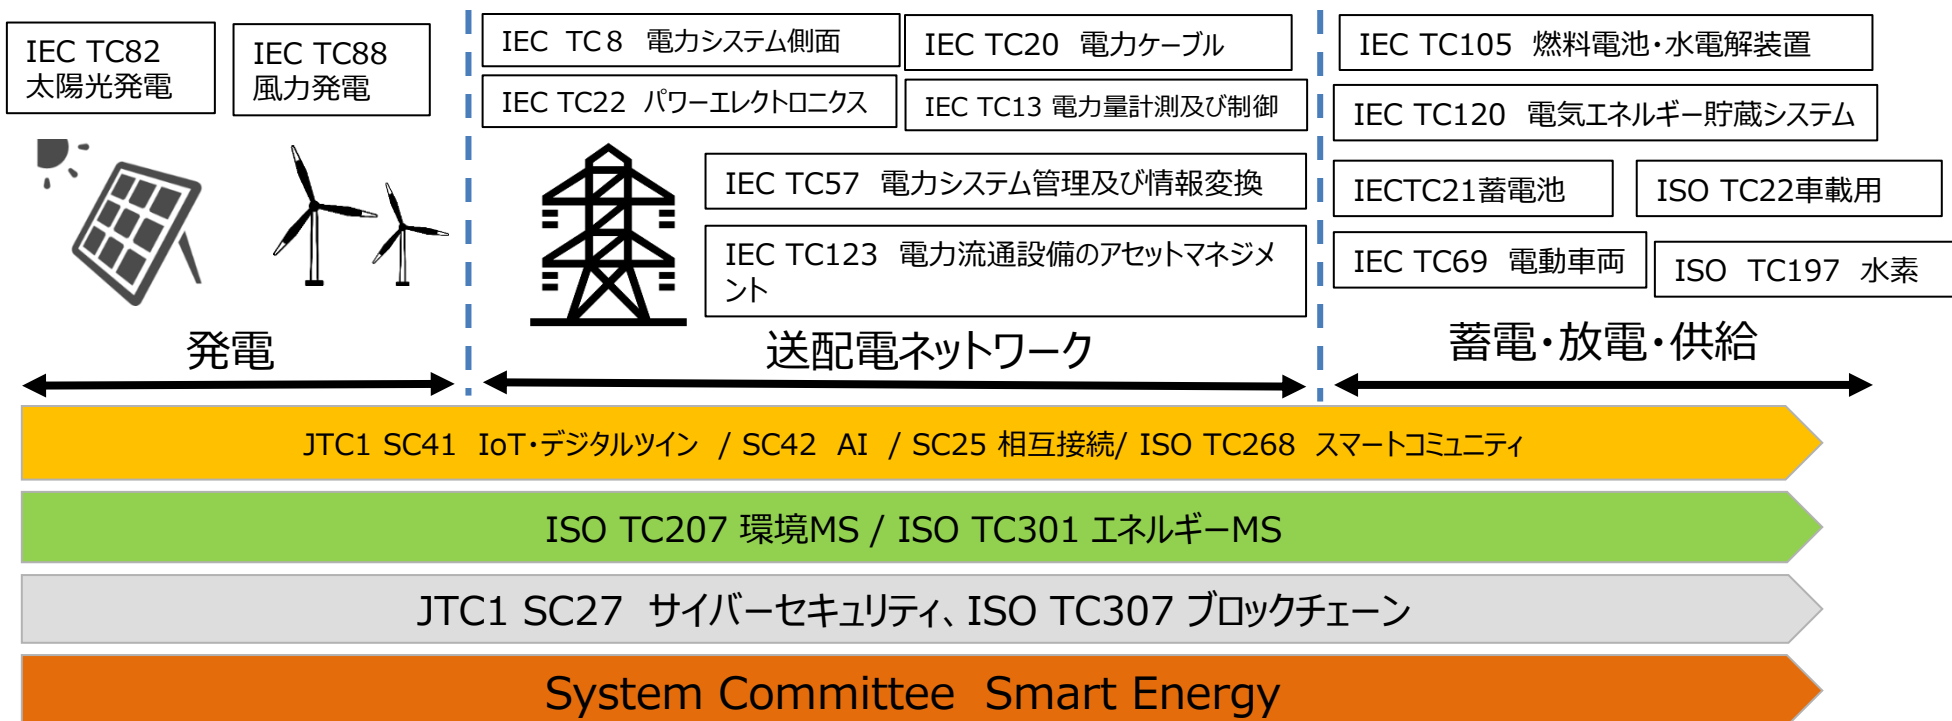 IEC TC82
太陽光発電
IEC TC88
風力発電
IEC TC８ 電力システム側面
IEC TC20 電力ケーブル
IEC TC22 パワーエレクトロニクス
IEC TC13 電力量計測及び制御
IEC TC57 電力システム管理及び情報変換
IEC TC123 電力流通設備のアセットマネジメ
ント
IEC TC105 燃料電池・水電解装置
IEC TC120 電気エネルギー貯蔵システム
IECTC21蓄電池
ISO TC22車載用
IEC TC69 電動車両
ISO TC197 水素
発電
送配電ネットワーク
蓄電・放電・供給
JTC1 SC41 IoT・デジタルツイン / SC42 AI / SC25 相互接続/ ISO TC268 スマートコミュニティ
ISO TC207 環境MS / ISO TC301 エネルギーMS
JTC1 SC27 サイバーセキュリティ、ISO TC307 ブロックチェーン
System Committee Smart Energy